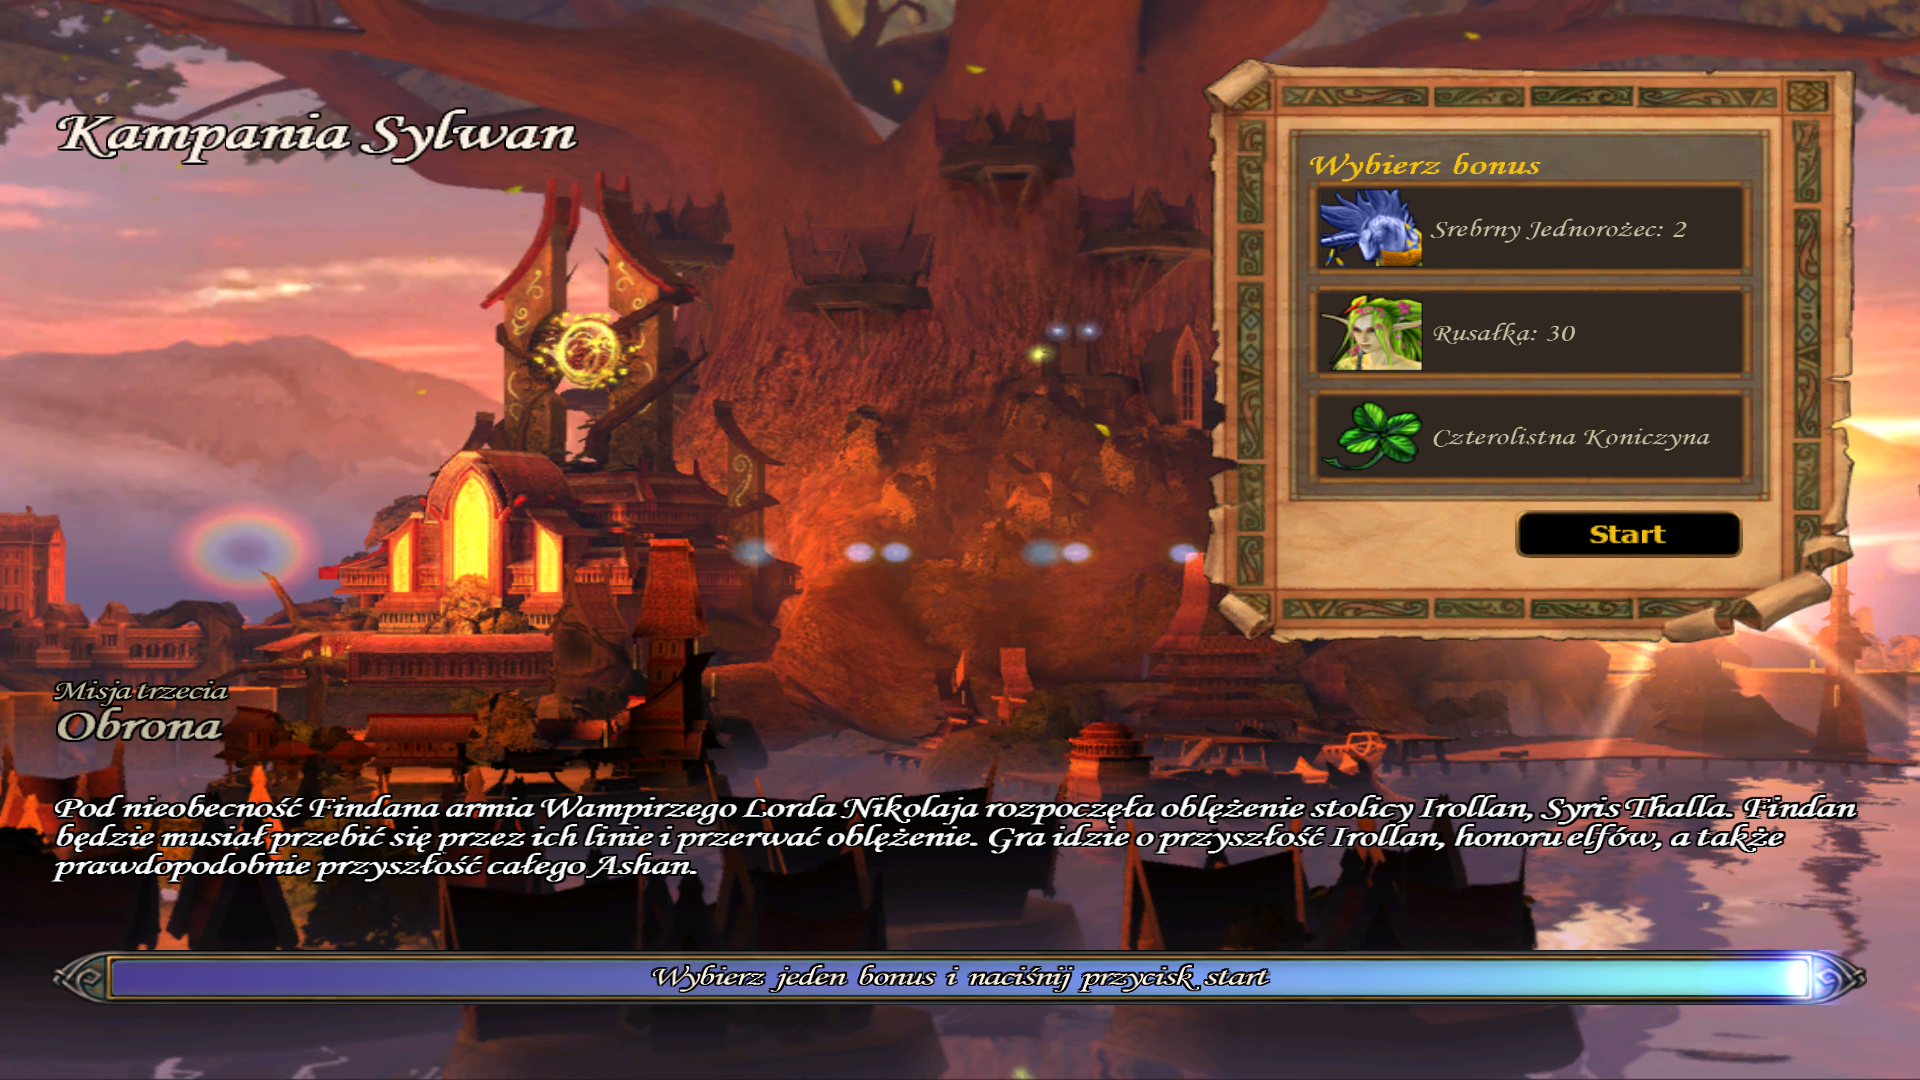 Kampania Sylwan
Wybierz bonus
Srebrny Jednorożec: 2
Rusałka: 30
Czterolistna Koniczyna
Start
Misja trzecia
Obrona
Pod nieobecność Findana armia Wampirzego Lorda Nikolaja rozpoczęła oblężenie stolicy Irollan, Syris Thalla. Findan
będzie musiał przebić się przez ich linie i przerwać oblężenie. Gra idzie o przyszłość Irollan, honoru elfów, a także
prawdopodobnie przyszłość całego Ashan.
Wybierz jeden bonus i naciśnij przycisk start